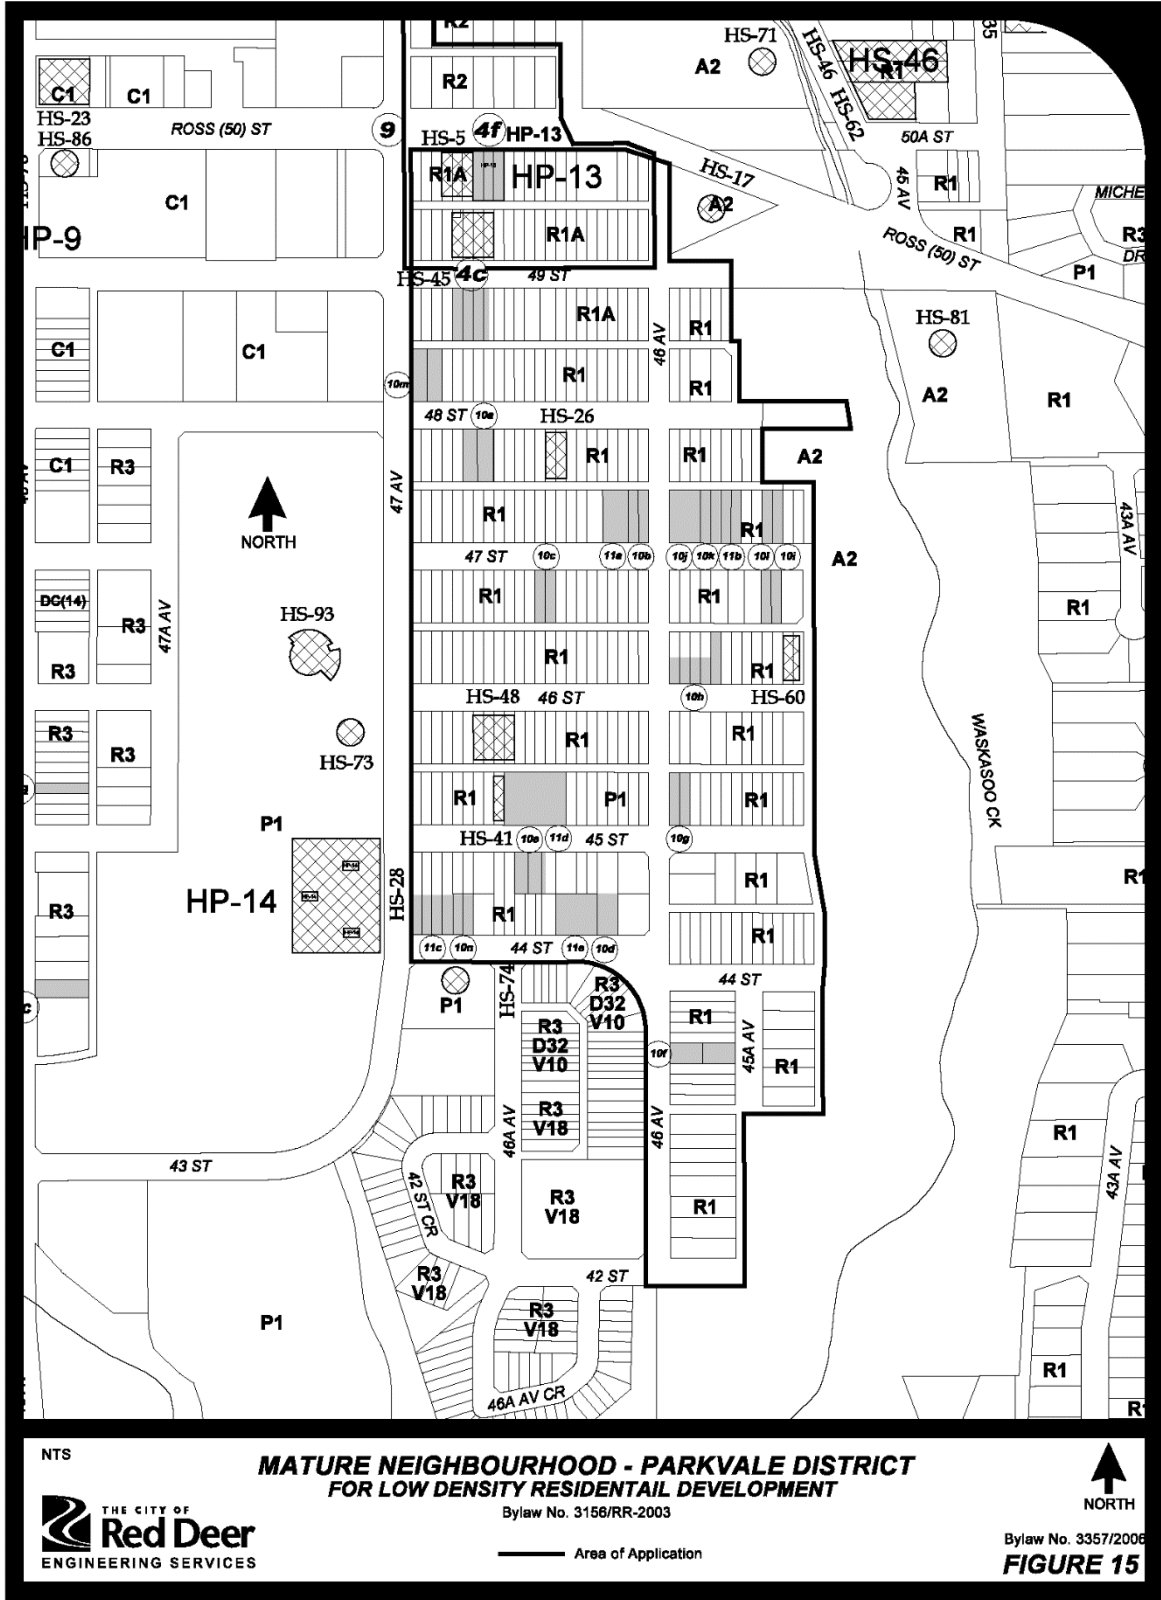 R2
HS-71
HS-46
HS-46
35
R2
A2
R1
C1
C1
HS-62
HS-23
HS-86
ROSS (50) ST
9
HS-5
4f
HP-13
50A ST
R1A
HP-13
HS-17
45 AV
R1
MICHE
C1
A2
R3
DR
HP-9
R1A
ROSS (50) ST
R1
P1
HS-45
4c
49 ST
R1A
46 AV
R1
HS-81
C1
C1
R1
R1
A2
R1
10m
48 ST
10a
HS-26
C1
R3
R1
R1
A2
47 AV
R1
R1
43A AV
NORTH
47 ST
10c
11a
10b
10j
10k
11b
10l
10i
A2
DC(14)
R3
47A AV
HS-93
R1
R1
R1
R3
R1
R1
HS-48
46 ST
10h
HS-60
R3
R3
HS-73
R1
R1
WASKASOO CK
P1
R1
P1
R1
HS-41
10e
11d
45 ST
10g
HP-14
HS-28
R1
R1
R3
R1
R1
11c
10n
44 ST
11e
10d
HS-74
44 ST
P1
R3
D32
V10
R3
D32
V10
R1
45A AV
10f
R1
R3
V18
46A AV
46 AV
R1
43A AV
43 ST
42 ST CR
R3
V18
R3
V18
R1
R3
V18
42 ST
P1
R3
V18
R1
46A AV CR
R1
NTS
MATURE NEIGHBOURHOOD - PARKVALE DISTRICT
FOR LOW DENSITY RESIDENTAIL DEVELOPMENT
Bylaw No. 3156/RR-2003
NORTH
THE CITY OF
Red Deer
ENGINEERING SERVICES
Area of Application
Bylaw No. 3357/2006
FIGURE 15